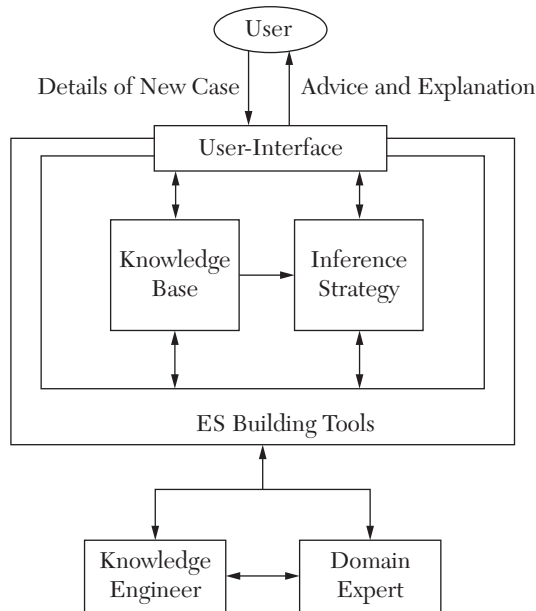 User
Details of New Case
Advice and Explanation
User-Interface
Knowledge
Base
Inference
Strategy
ES Building Tools
Knowledge
Engineer
Domain
Expert